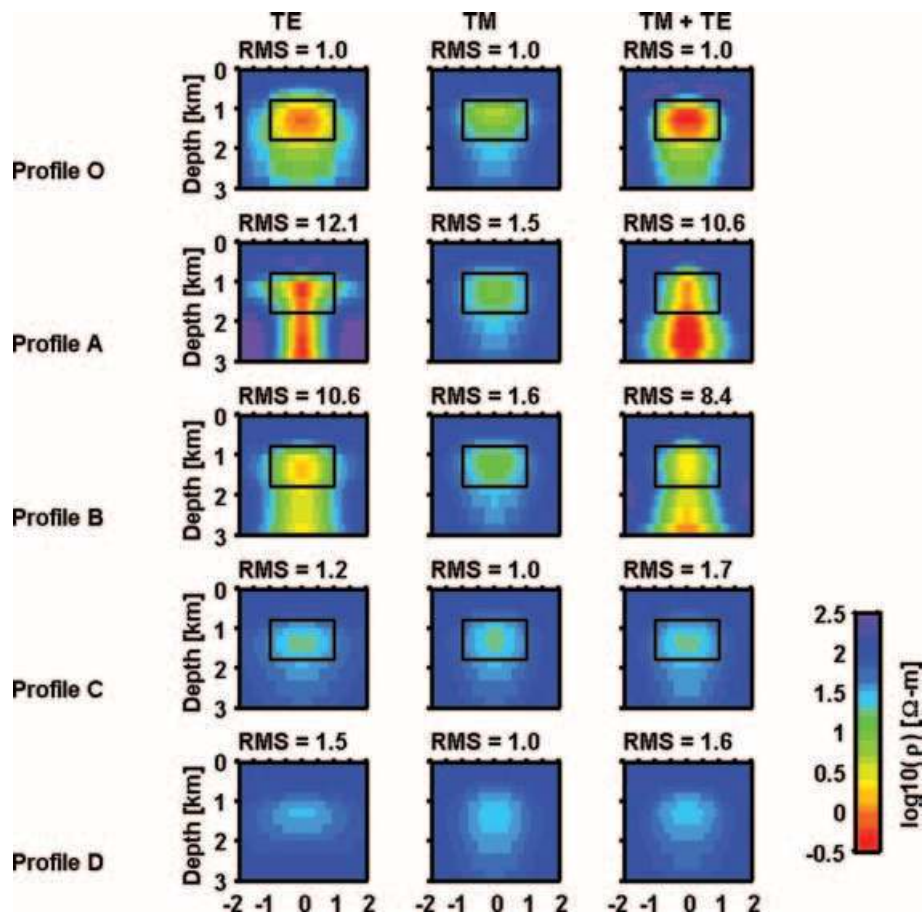 TE TM TM + TE
RMS = 1.0 RMS = 1.0 RMS = 1.0
0
1
2
3
Depth [km]
Profile O
RMS = 12.1 RMS = 1.5 RMS = 10.6
0
1
2
3
Depth [km]
Profile A
RMS = 10.6 RMS = 1.6 RMS = 8.4
0
1
2
3
Depth [km]
Profile B
RMS = 1.2 RMS = 1.0 RMS = 1.7
0
1
2
3
Depth [km]
Profile C
RMS = 1.5 RMS = 1.0 RMS = 1.6
0
1
2
3
Depth [km]
Profile D
-2 -1 0 1 2 -2 -1 0 1 2 -2 -1 0 1 2
2.5
2
1.5
1
0.5
0
-0.5
log10(ρ) [Ω-m]